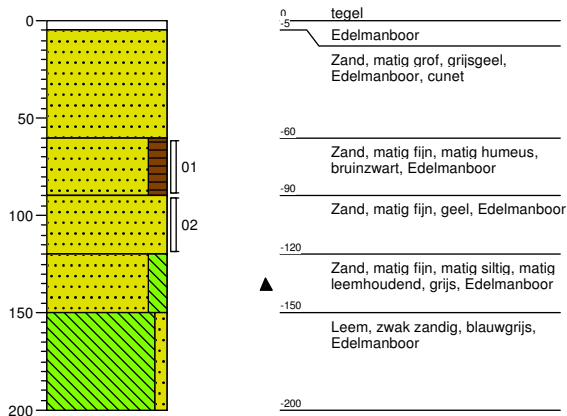 0
50
100
150
200
01
02
0 tegel
-5
Edelmanboor
Zand, matig grof, grijsgeel,
Edelmanboor, cunet
-60
Zand, matig fijn, matig humeus,
bruinzwart, Edelmanboor
-90
Zand, matig fijn, geel, Edelmanboor
-120
Zand, matig fijn, matig siltig, matig
leemhoudend, grijs, Edelmanboor
-150
Leem, zwak zandig, blauwgrijs,
Edelmanboor
-200